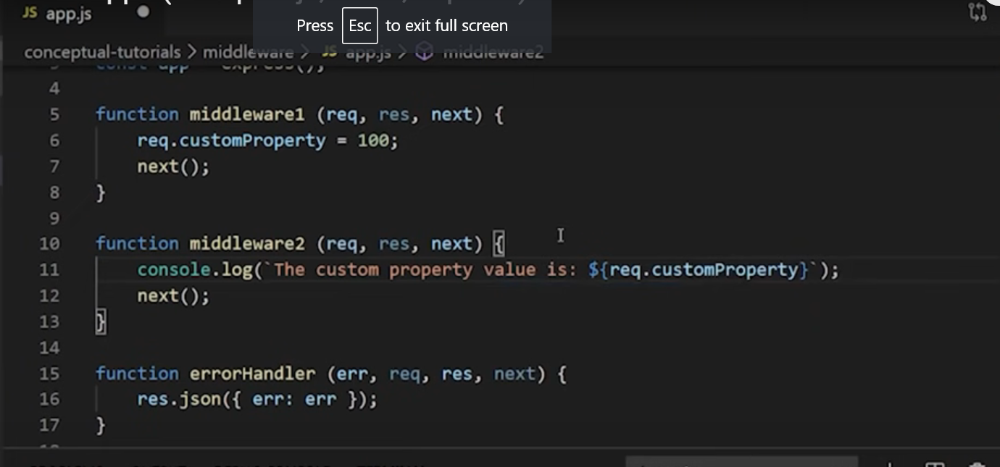 JS app.js
Press Esc to exit full screen
conceptual-tutorials > middleware > JS app.js > middleware2
const app express();
4
5 function middleware1 (req, res, next) {
6 req.customProperty = 100;
7 next();
8 }
9
10 function middleware2 (req, res, next) {
11 console.log(`The custom property value is: ${req.customProperty}`);
12 next();
13 }
14
15 function errorHandler (err, req, res, next) {
16 res.json({ err: err });
17 }